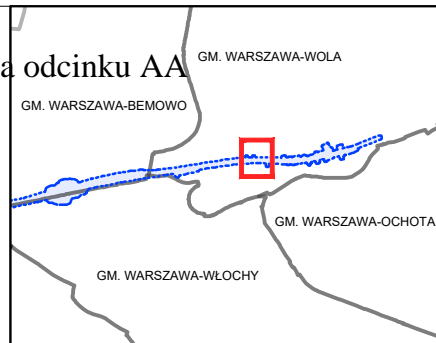 a odcinku AA
GM. WARSZAWA-WOLA
GM. WARSZAWA-BEMOWO
GM. WARSZAWA-OCHOTA
GM. WARSZAWA-WŁOCHY